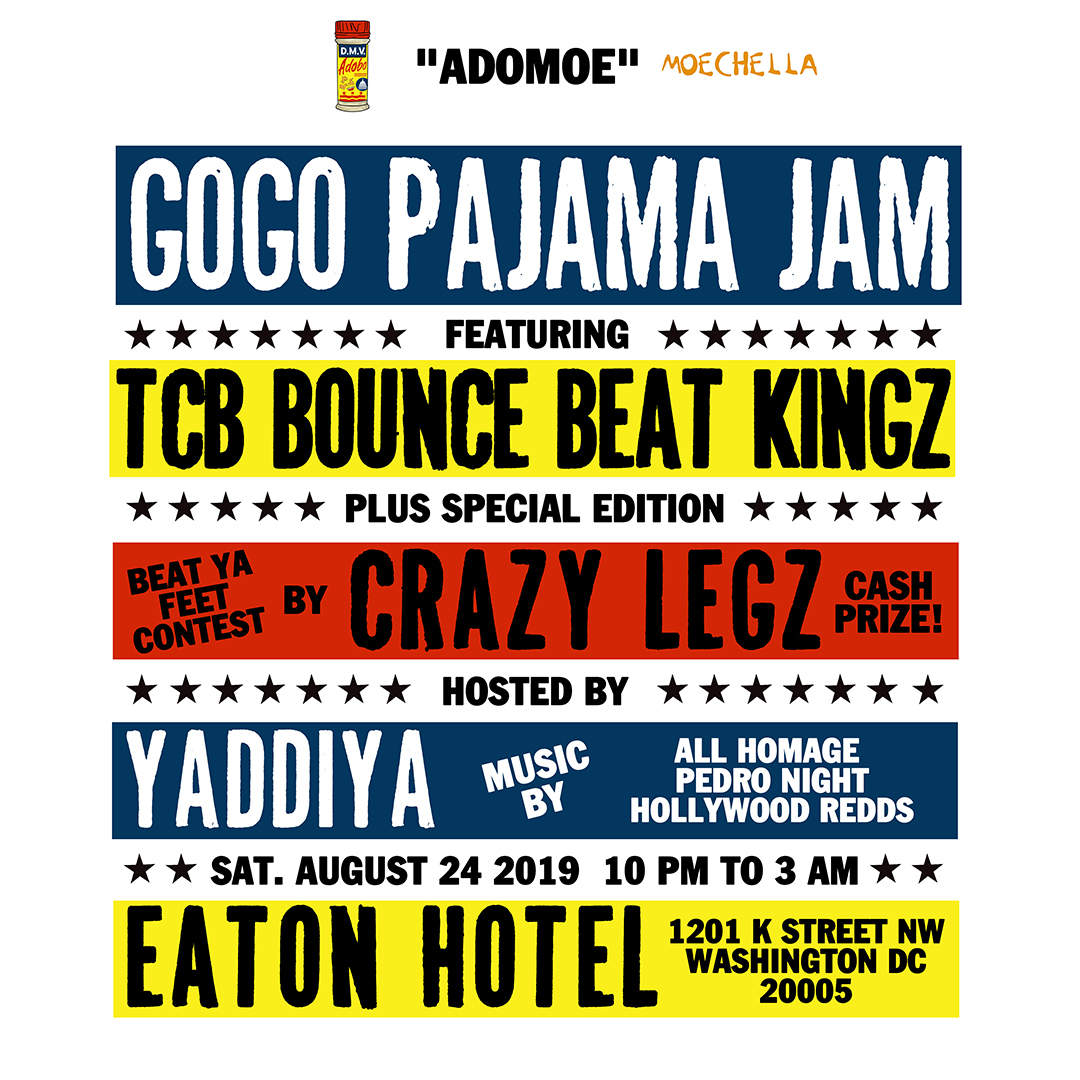 D.M.V.
Adobo
"ADOMOE" MOECHELLA
GOGO PAJAMA JAM
FEATURING
TCB BOUNCE BEAT KINGZ
PLUS SPECIAL EDITION
BEAT YA
FEET
CONTEST
BY
CRAZY LEGZ
CASH
PRIZE!
HOSTED BY
YADDIYA
MUSIC
BY
ALL HOMAGE
PEDRO NIGHT
HOLLYWOOD REDDS
SAT. AUGUST 24 2019 10 PM TO 3 AM
EATON HOTEL
1201 K STREET NW
WASHINGTON DC
20005